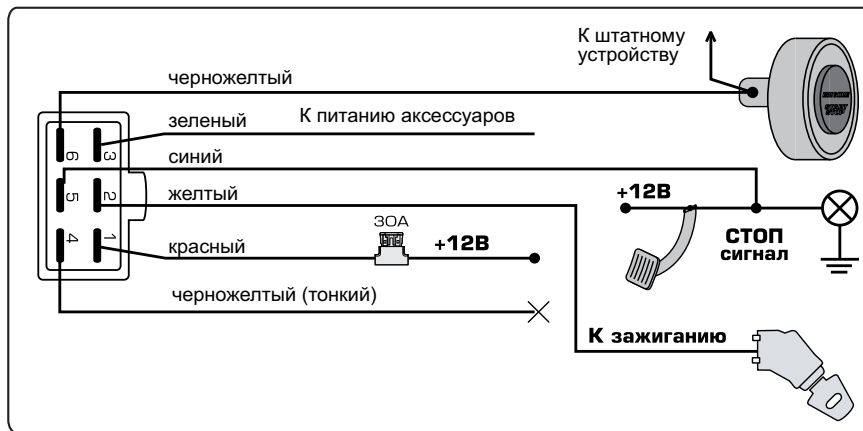 К штатному
устройству
черножелтый
зеленый
К питанию аксессуаров
синий
желтый
30А
красный
+12В
черножелтый (тонкий)
+12В
СТОП
сигнал
К зажиганию
6
3
5
2
4
1